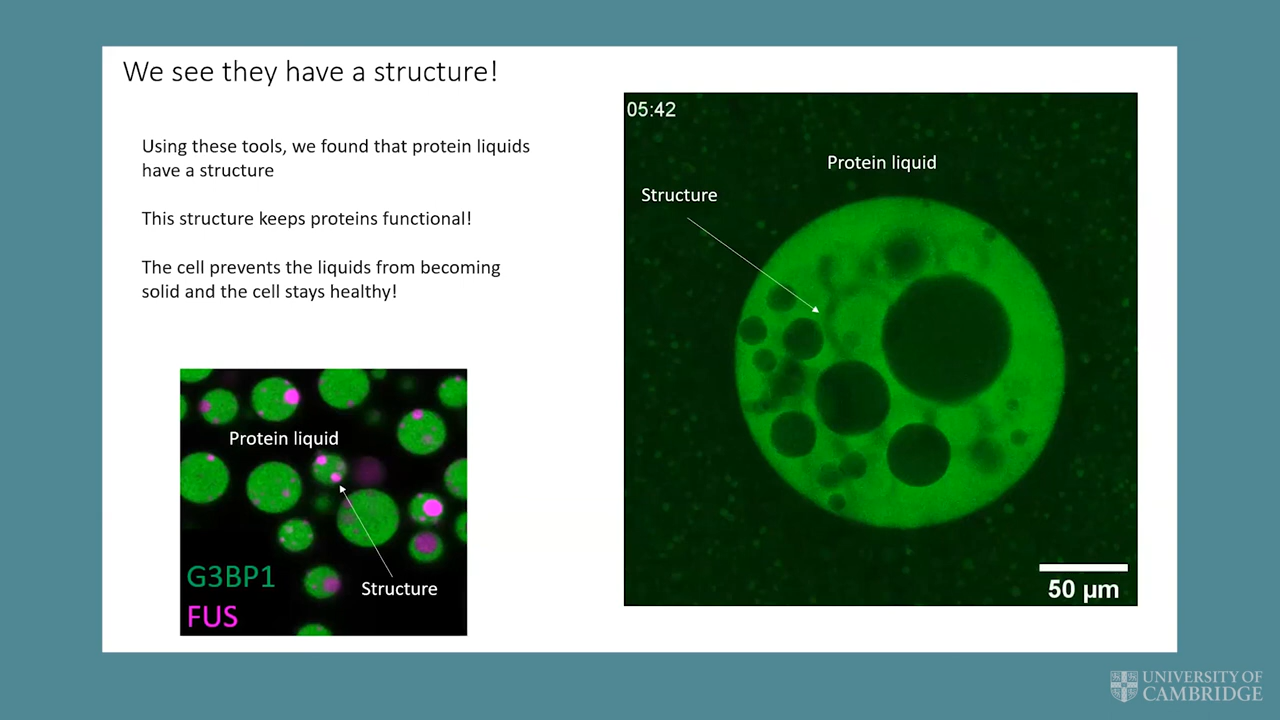 We see they have a structure!
Using these tools, we found that protein liquids
have a structure
This structure keeps proteins functional!
The cell prevents the liquids from becoming
solid and the cell stays healthy!
Protein liquid
Structure
G3BP1
FUS
05:42
Protein liquid
Structure
50 µm
UNIVERSITY OF
CAMBRIDGE